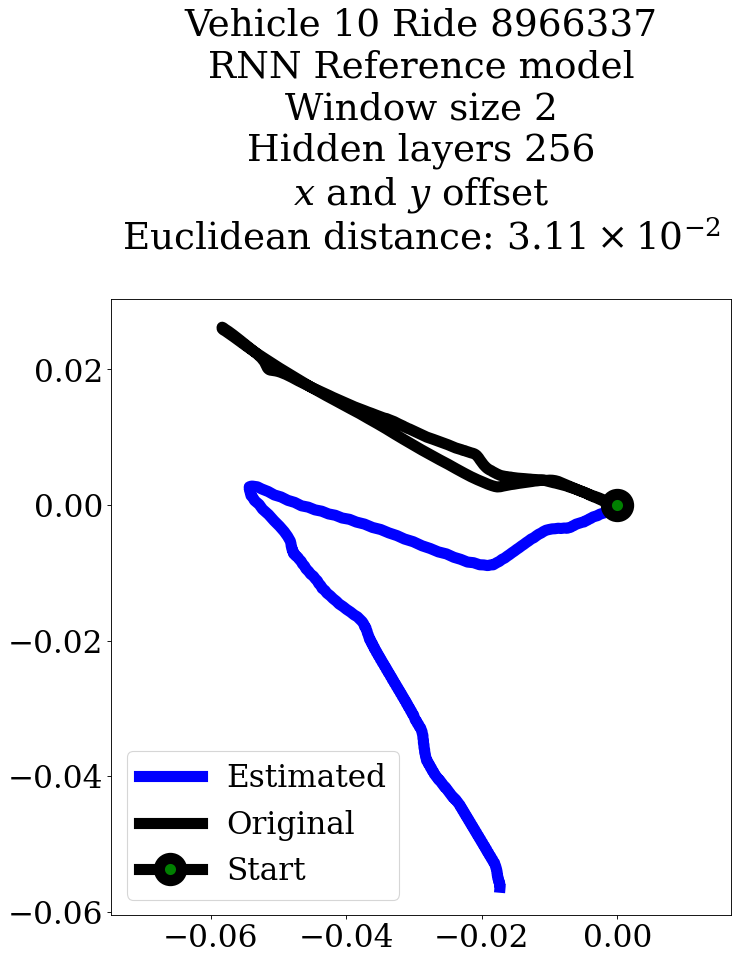 Vehicle 10 Ride 8966337
RNN Reference model
Window size 2
Hidden layers 256
x and y offset
Euclidean distance: 3.11 × 10⁻²
0.02
0.00
−0.02
−0.04
−0.06
Estimated
Original
Start
−0.06 −0.04 −0.02 0.00